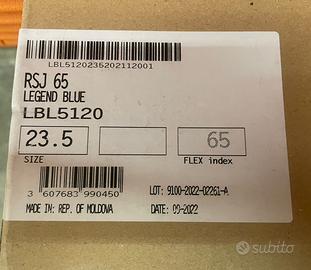 LBL5120235202112001
RSJ 65
LEGEND BLUE
LBL5120
23.5
65
SIZE
FLEX index
3 607683 990450
LOT: 9100-2022-02261-A
MADE IN: REP. OF MOLDOVA
DATE: 09-2022
subito